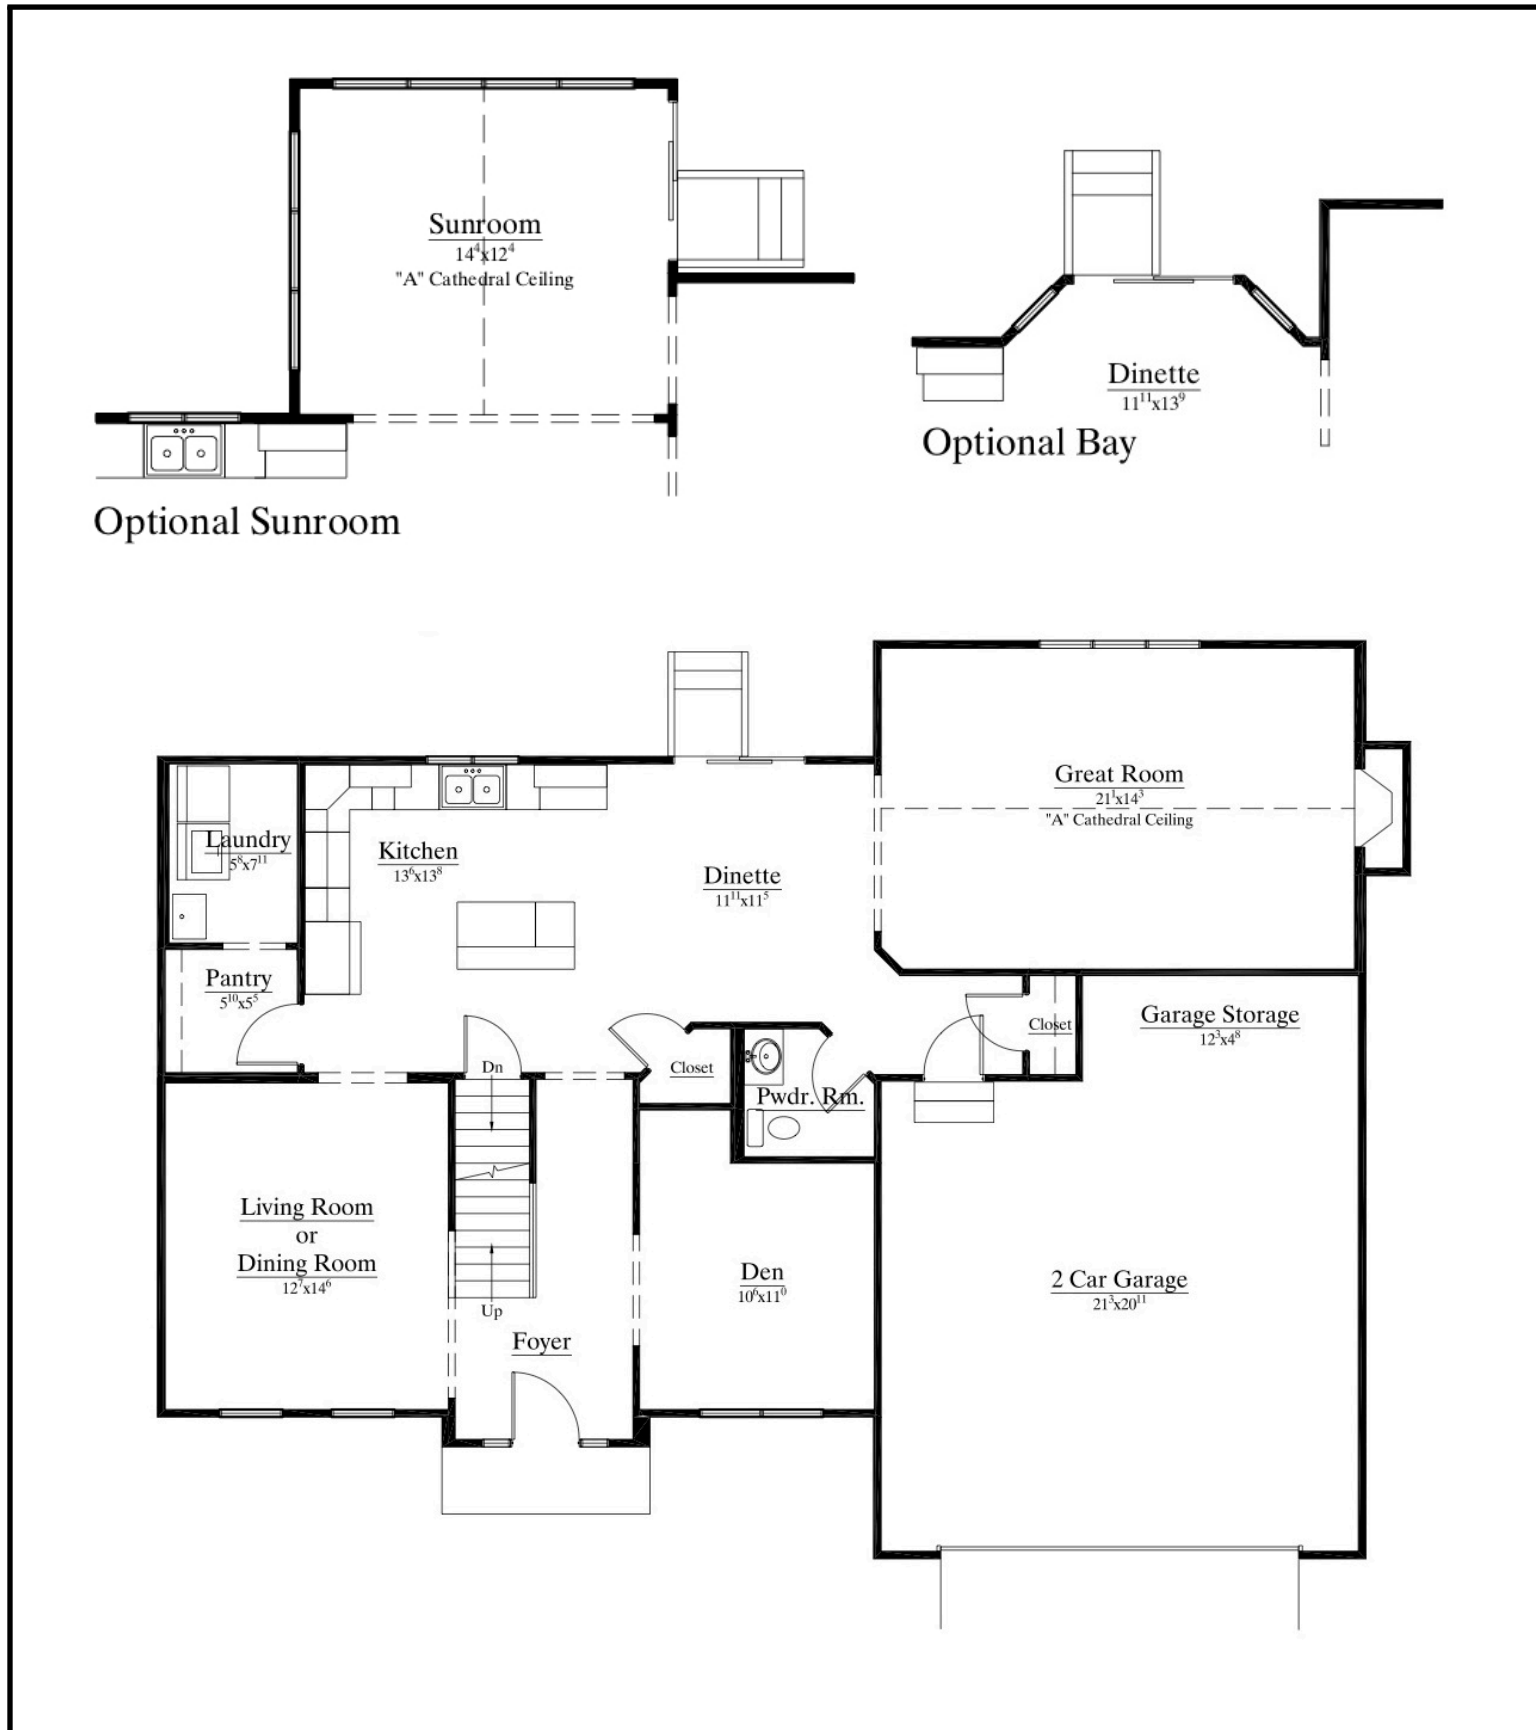 Sunroom
14⁴x12⁴
"A" Cathedral Ceiling
Optional Sunroom
Dinette
11¹¹x13⁹
Optional Bay
Great Room
21¹x14³
"A" Cathedral Ceiling
Laundry
5⁸x7¹¹
Kitchen
13⁶x13⁸
Dinette
11¹¹x11⁵
Pantry
5¹⁰x5⁵
Garage Storage
12³x4⁸
Closet
Dn
Closet
Pwdr. Rm.
Living Room
or
Dining Room
12⁷x14⁶
Den
10⁶x11⁰
2 Car Garage
21³x20¹¹
Up
Foyer